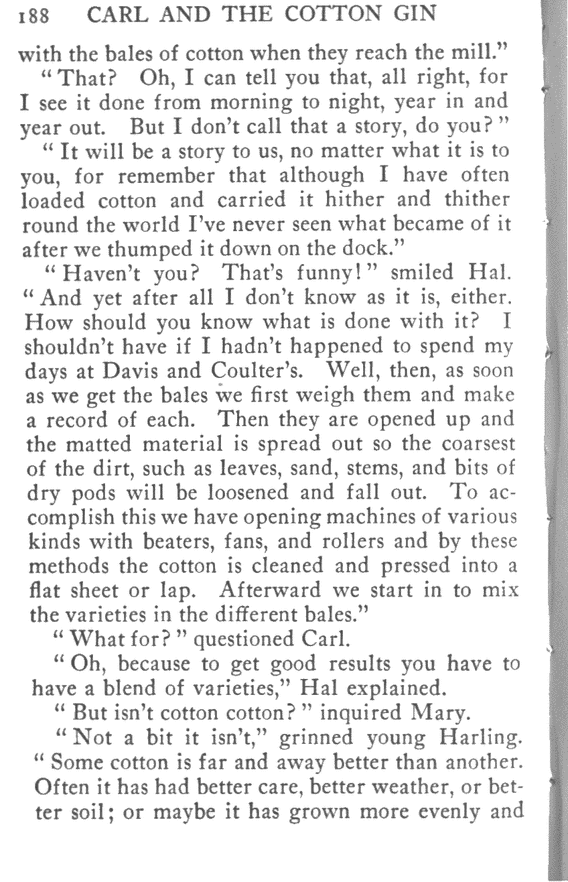 188 CARL AND THE COTTON GIN
with the bales of cotton when they reach the mill.”
“ That? Oh, I can tell you that, all right, for
I see it done from morning to night, year in and
year out. But I don’t call that a story, do you? ”
“ It will be a story to us, no matter what it is to
you, for remember that although I have often
loaded cotton and carried it hither and thither
round the world I’ve never seen what became of it
after we thumped it down on the dock.”
“ Haven’t you? That’s funny! ” smiled Hal.
“ And yet after all I don’t know as it is, either.
How should you know what is done with it? I
shouldn’t have if I hadn’t happened to spend my
days at Davis and Coulter’s. Well, then, as soon
as we get the bales we first weigh them and make
a record of each. Then they are opened up and
the matted material is spread out so the coarsest
of the dirt, such as leaves, sand, stems, and bits of
dry pods will be loosened and fall out. To ac-
complish this we have opening machines of various
kinds with beaters, fans, and rollers and by these
methods the cotton is cleaned and pressed into a
flat sheet or lap. Afterward we start in to mix
the varieties in the different bales.”
“ What for? ” questioned Carl.
“ Oh, because to get good results you have to
have a blend of varieties,” Hal explained.
“ But isn’t cotton cotton? ” inquired Mary.
“ Not a bit it isn’t,” grinned young Harling.
“ Some cotton is far and away better than another.
Often it has had better care, better weather, or bet-
ter soil; or maybe it has grown more evenly and